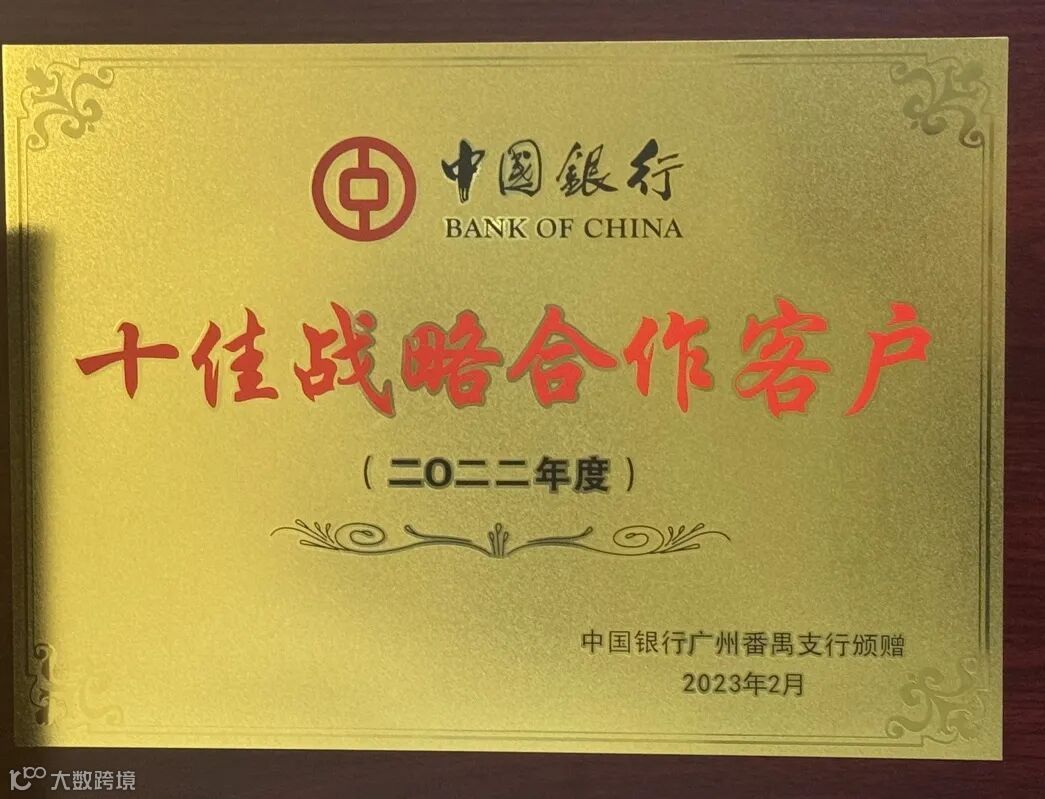 中国銀行
BANK OF CHINA
十佳战略合作客户
（二〇二二年度）
中国银行广州番禺支行颁赠
2023年2月
大数跨境